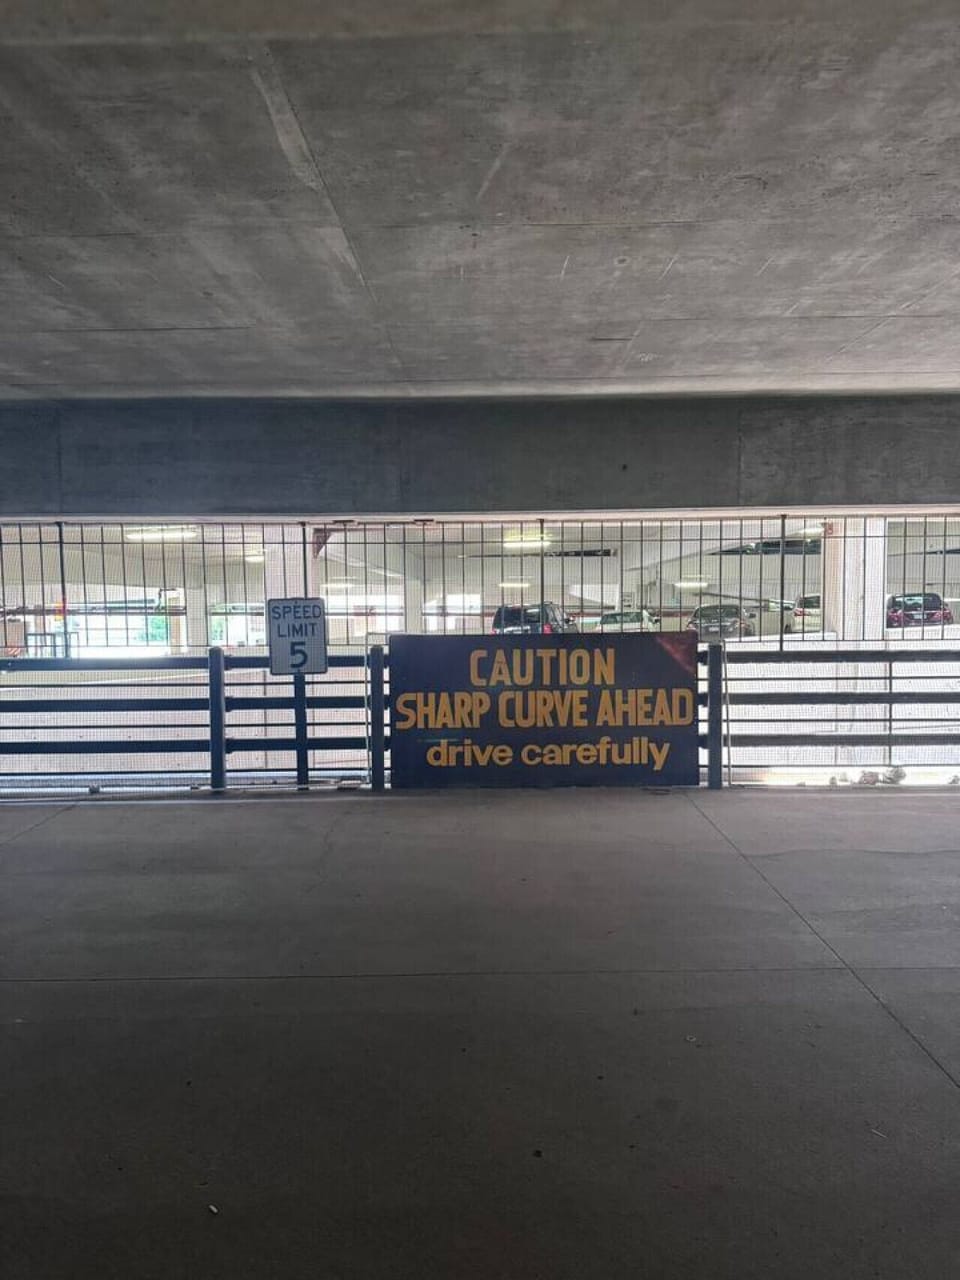 SPEED
LIMIT
5
CAUTION
SHARP CURVE AHEAD
drive carefully